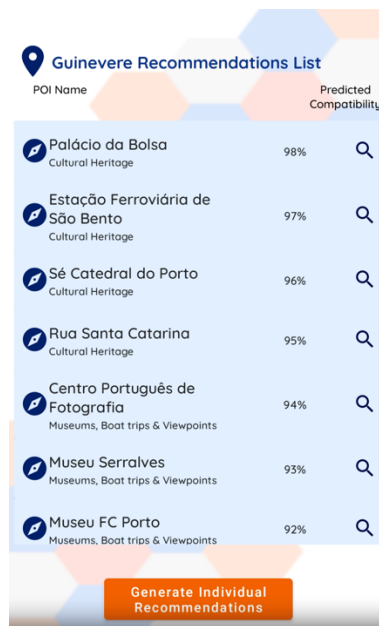 Guinevere Recommendations List
POI Name
Predicted
Compatibility
Palácio da Bolsa
Cultural Heritage
98%
Estação Ferroviária de
São Bento
Cultural Heritage
97%
Sé Catedral do Porto
Cultural Heritage
96%
Rua Santa Catarina
Cultural Heritage
95%
Centro Português de
Fotografia
Museums, Boat trips & Viewpoints
94%
Museu Serralves
Museums, Boat trips & Viewpoints
93%
Museu FC Porto
Museums, Boat trips & Viewpoints
92%
Generate Individual
Recommendations